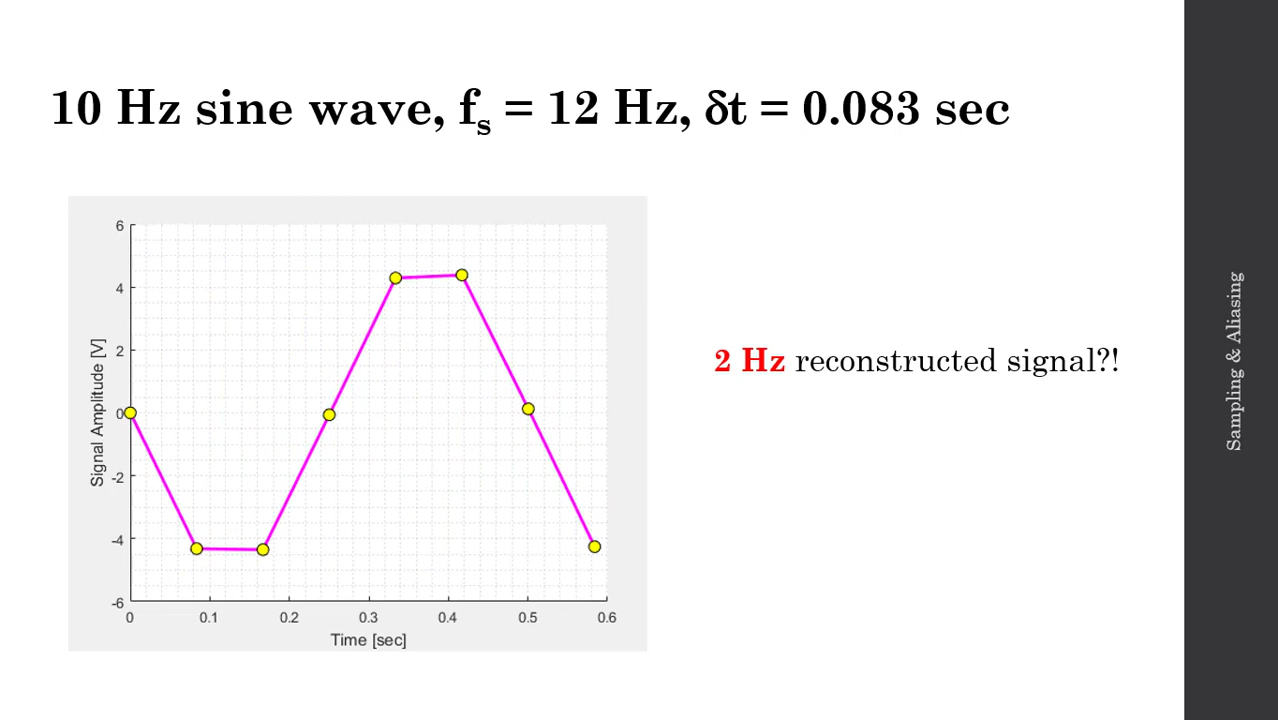 10 Hz sine wave, fs = 12 Hz, δt = 0.083 sec
6
4
2
0
-2
-4
-6
Signal Amplitude [V]
0 0.1 0.2 0.3 0.4 0.5 0.6
Time [sec]
2 Hz reconstructed signal?!
Sampling & Aliasing